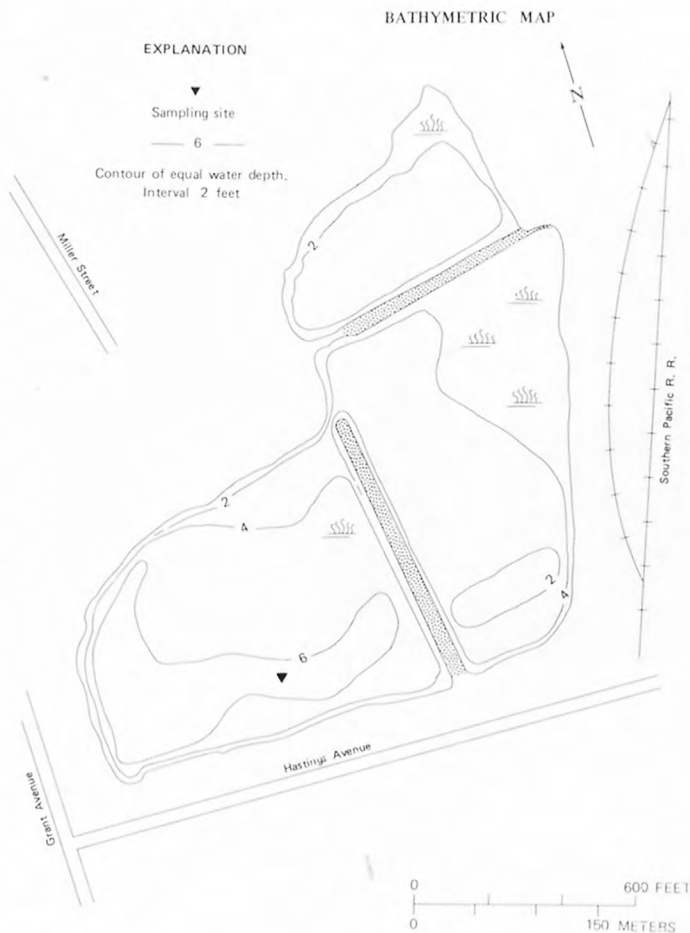 BATHYMETRIC MAP
EXPLANATION
Sampling site
6
Contour of equal water depth.
Interval 2 feet
N
Miller Street
2
Southern Pacific R. R.
2
4
2
4
6
Hastings Avenue
Grant Avenue
0 600 FEET
0 150 METERS